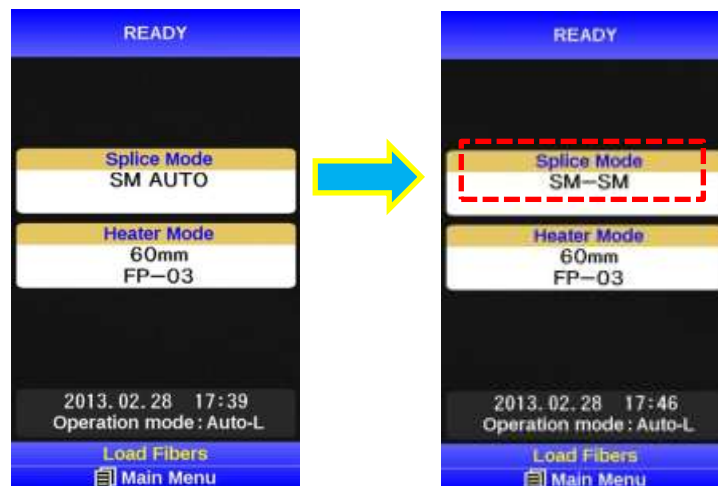 READY
Splice Mode
SM AUTO
Heater Mode
60mm
FP-03
2013.02.28 17:39
Operation mode:Auto-L
Load Fibers
Main Menu
READY
Splice Mode
SM-SM
Heater Mode
60mm
FP-03
2013.02.28 17:46
Operation mode:Auto-L
Load Fibers
Main Menu